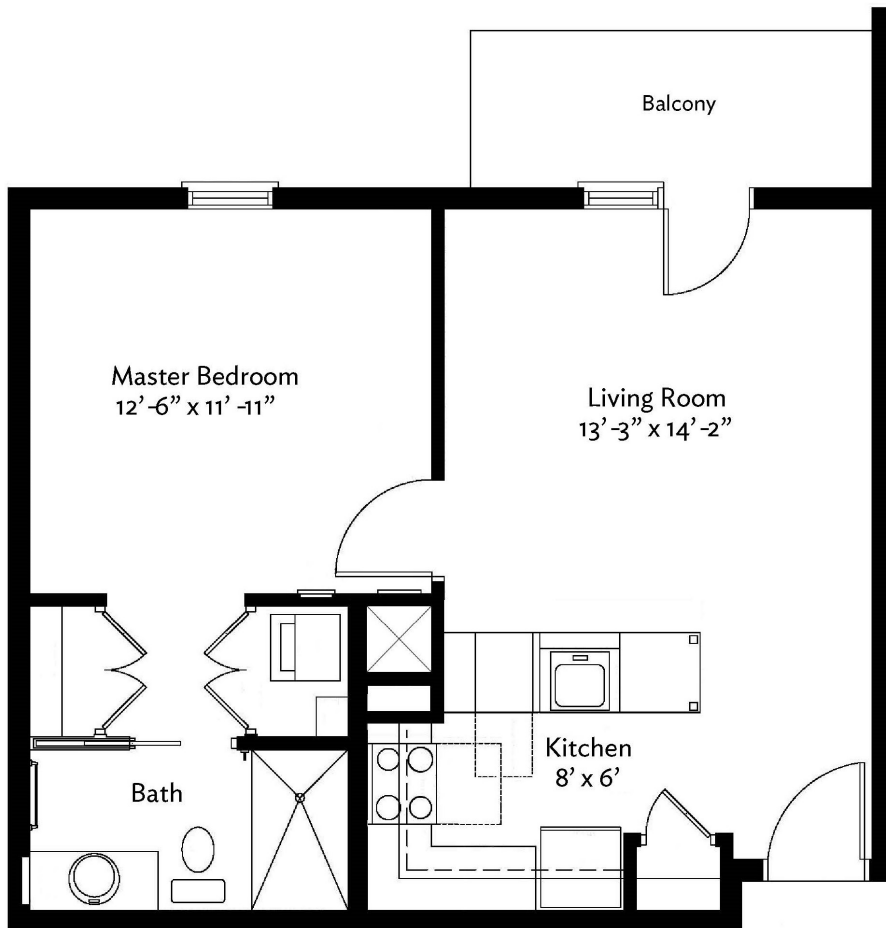 Balcony
Master Bedroom
12’-6” x 11’-11”
Living Room
13’-3” x 14’-2”
Kitchen
8’ x 6’
Bath